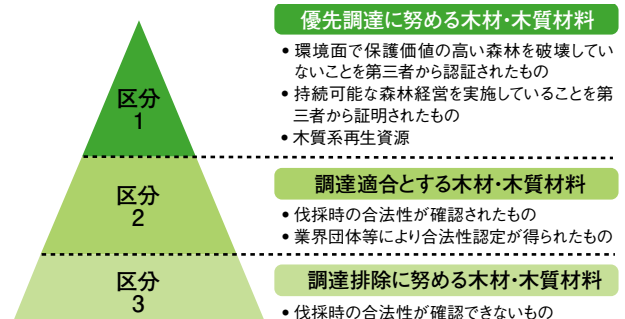 優先調達に努める木材・木質材料
• 環境面で保護価値の高い森林を破壊してい
ないことを第三者から認証されたもの
• 持続可能な森林経営を実施していることを第
三者から証明されたもの
• 木質系再生資源
区分
1
調達適合とする木材・木質材料
• 伐採時の合法性が確認されたもの
• 業界団体等により合法性認定が得られたもの
区分
2
調達排除に努める木材・木質材料
• 伐採時の合法性が確認できないもの
区分
3